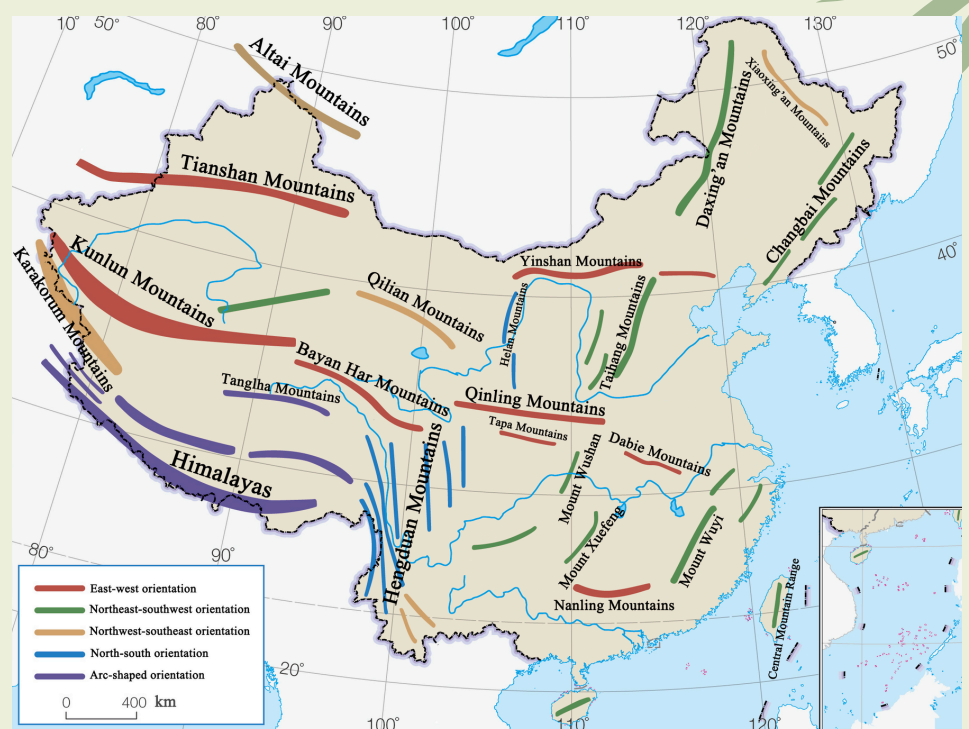 10°
50°
80°
90°
100°
110°
120°
130°
50°
Altai Mountains
Xiaoxing'an Mountains
Daxing'an Mountains
Tianshan Mountains
Changbai Mountains
40°
Kunlun Mountains
Karakorum Mountains
Yinshan Mountains
Qilian Mountains
Helan Mountains
Taihang Mountains
Bayan Har Mountains
Tanglha Mountains
Qinling Mountains
Tapa Mountains
Dabie Mountains
Himalayas
Hengduan Mountains
Mount Wushan
Mount Xuefeng
Mount Wuyi
Nanling Mountains
Central Mountain Range
80°
90°
20°
100°
110°
120°
East-west orientation
Northeast-southwest orientation
Northwest-southeast orientation
North-south orientation
Arc-shaped orientation
0 400 km